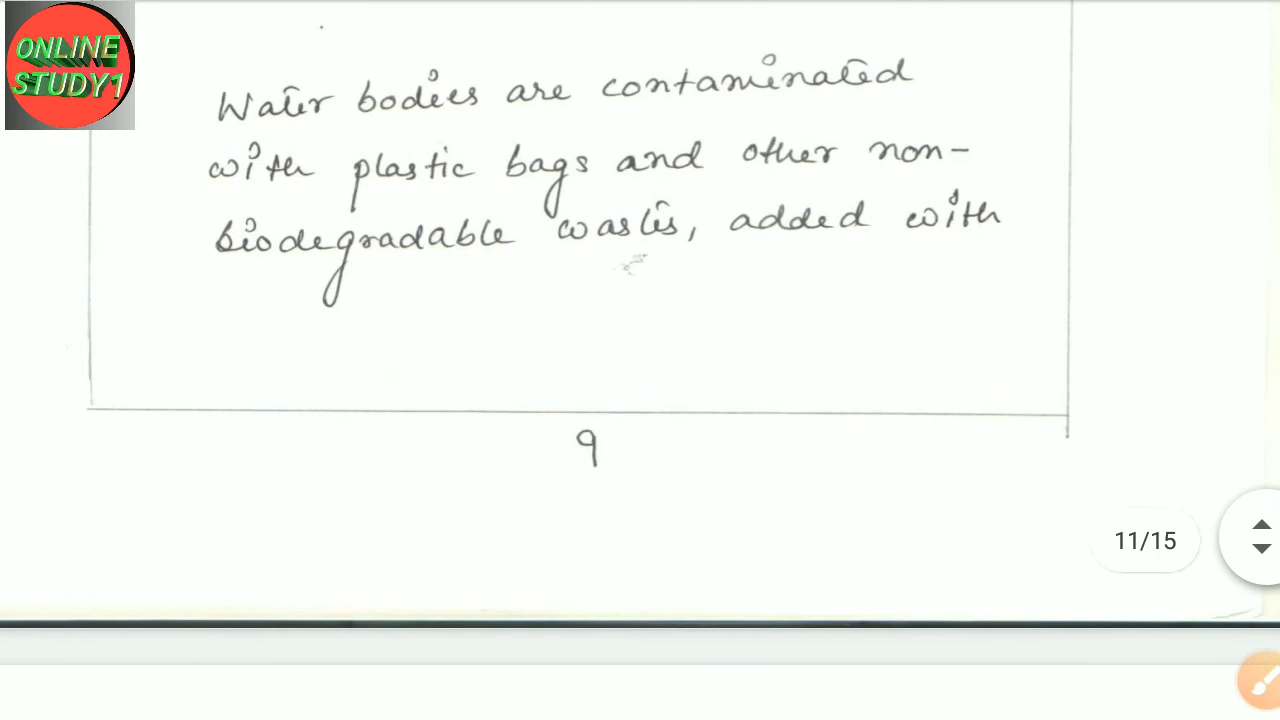 ONLINE
STUDY1
Water bodies are contaminated
with plastic bags and other non-
biodegradable wastes, added with
9
11/15